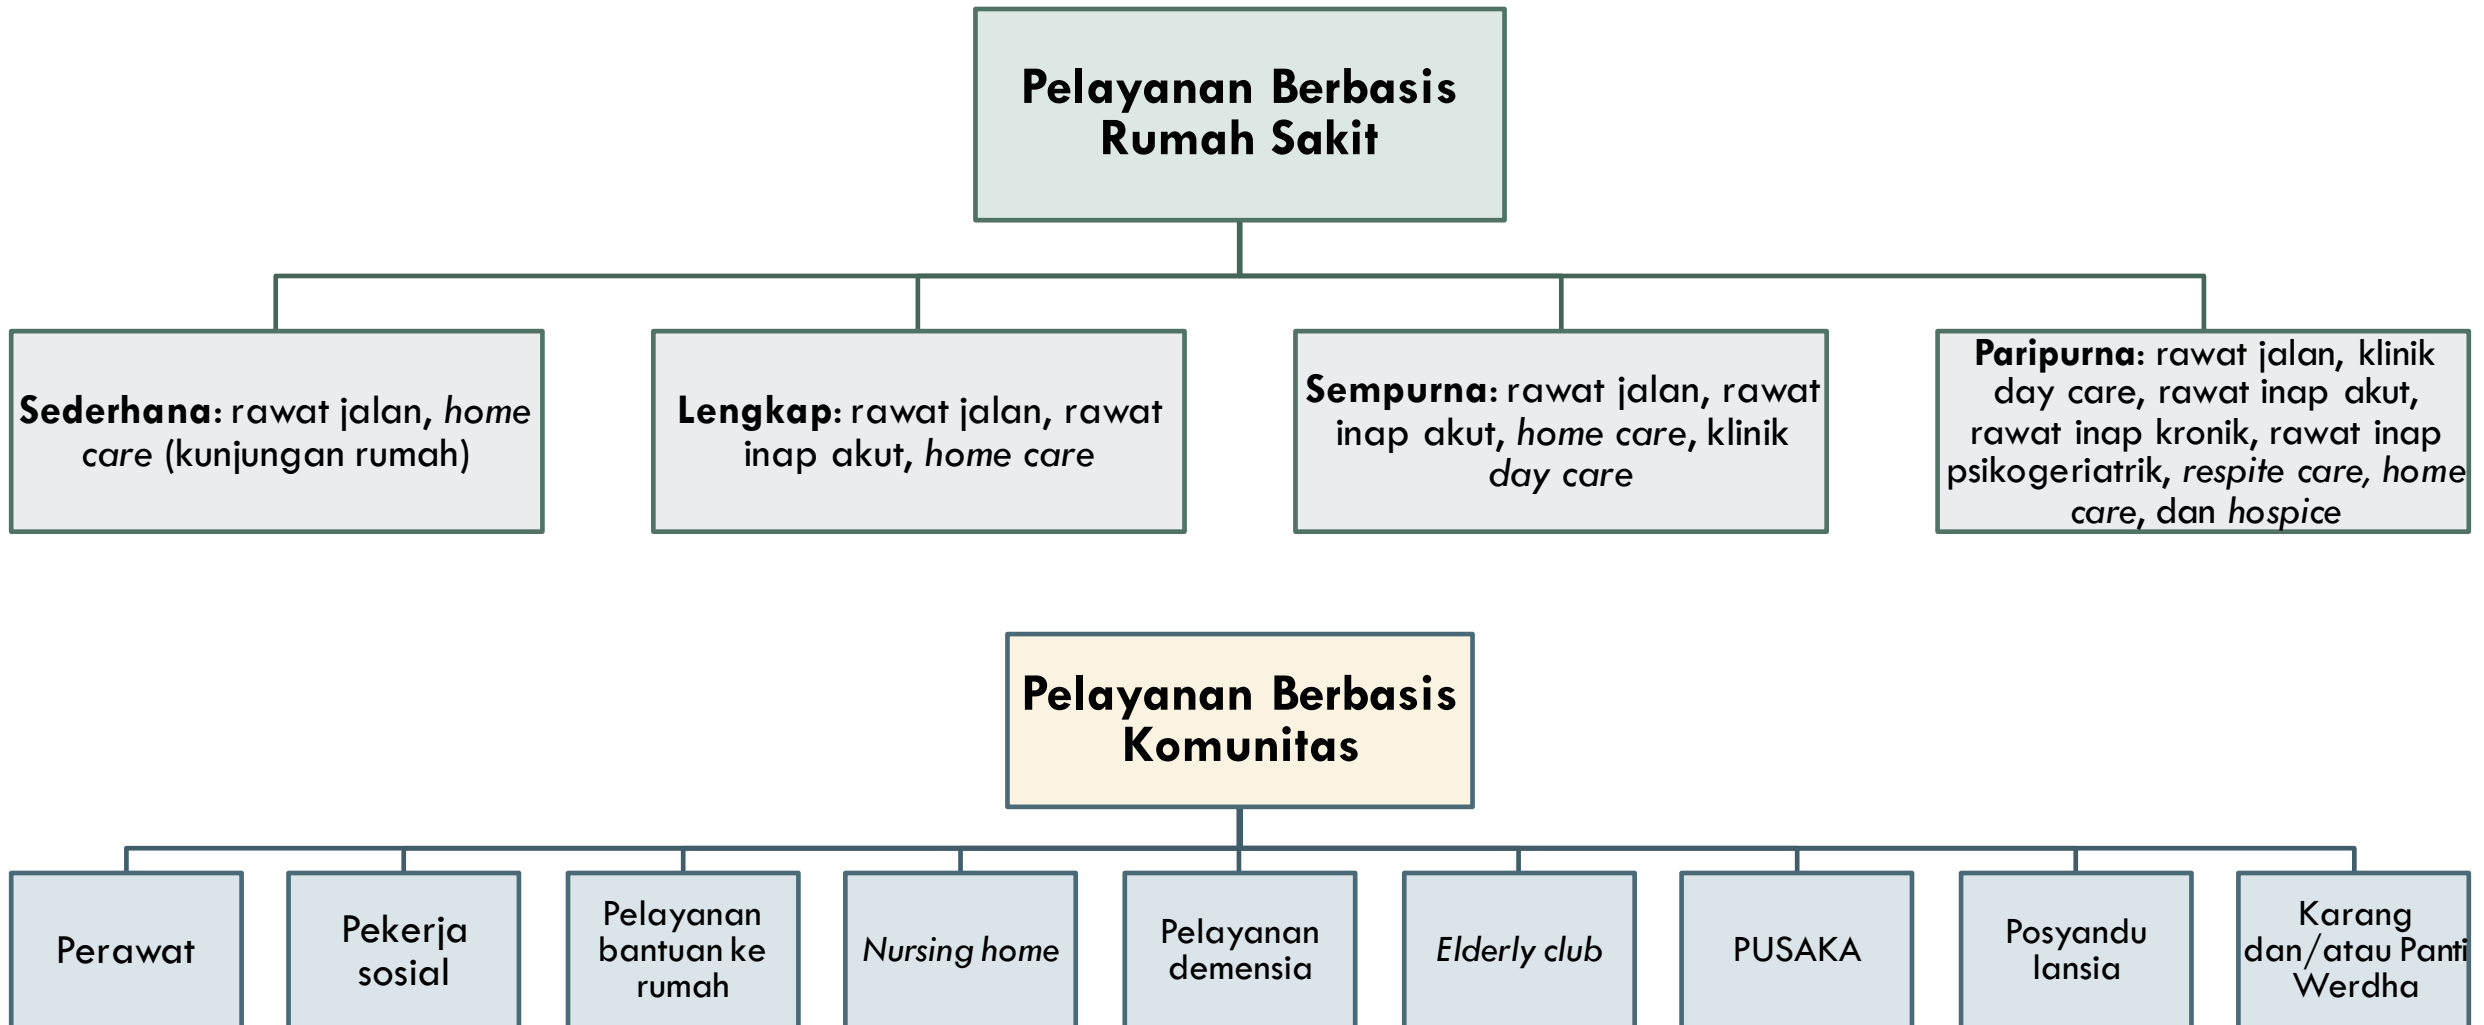 Pelayanan Berbasis
Rumah Sakit
Sederhana: rawat jalan, home
care (kunjungan rumah)
Lengkap: rawat jalan, rawat
inap akut, home care
Sempurna: rawat jalan, rawat
inap akut, home care, klinik
day care
Paripurna: rawat jalan, klinik
day care, rawat inap akut,
rawat inap kronik, rawat inap
psikogeriatrik, respite care, home
care, dan hospice
Pelayanan Berbasis
Komunitas
Perawat
Pekerja
sosial
Pelayanan
bantuan ke
rumah
Nursing home
Pelayanan
demensia
Elderly club
PUSAKA
Posyandu
lansia
Karang
dan/atau Panti
Werdha